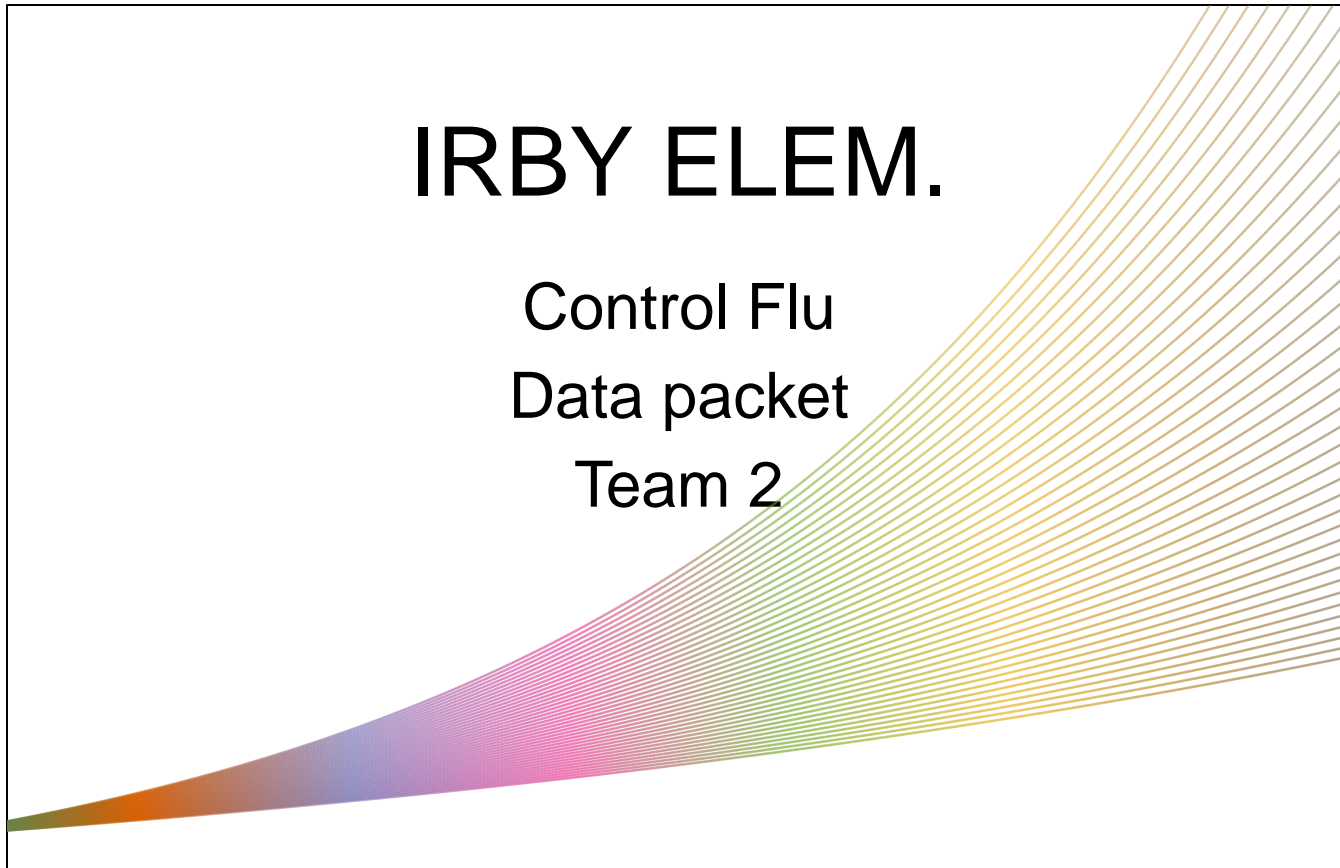 IRBY ELEM.
Control Flu
Data packet
Team 2